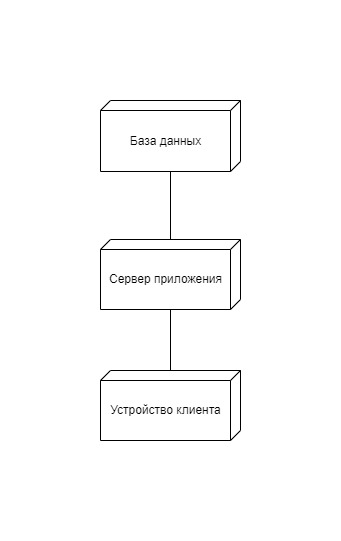 База данных
Сервер приложения
Устройство клиента